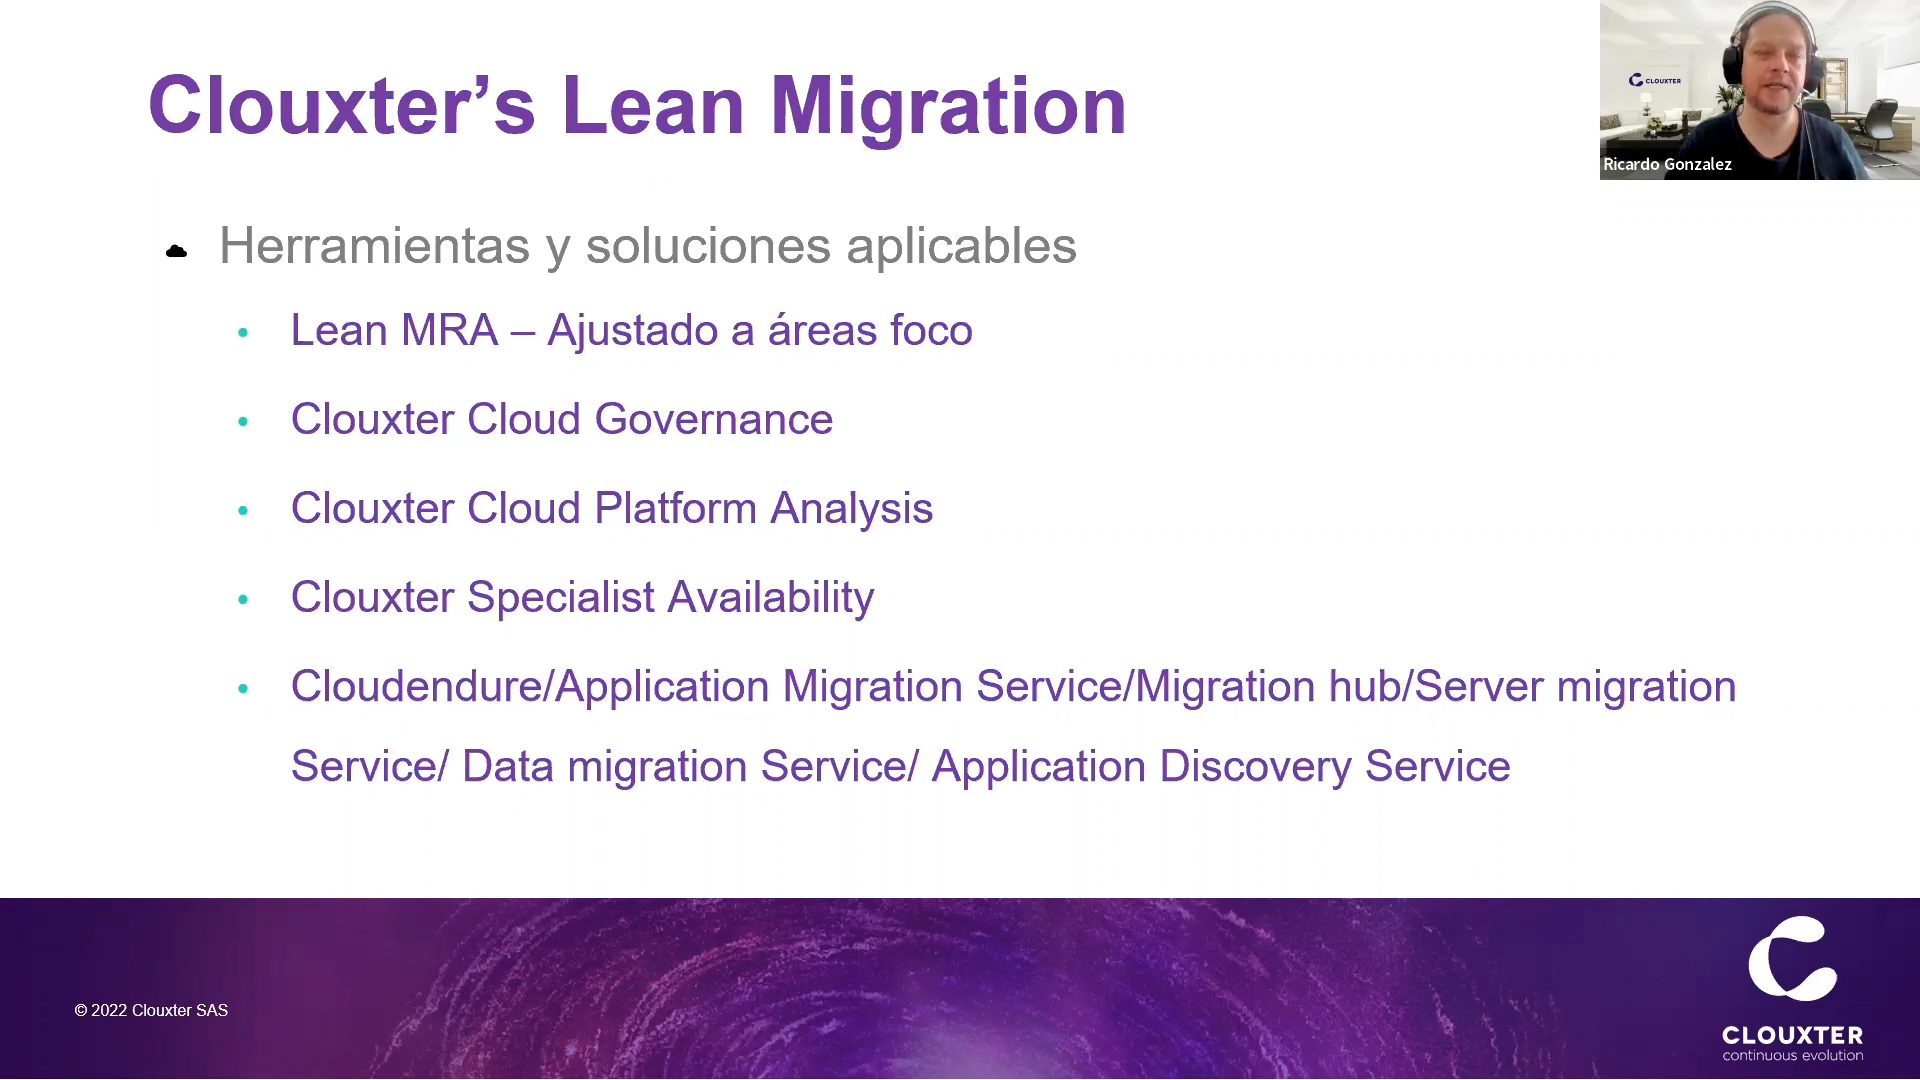 Clouxter’s Lean Migration
CLOUXTER
Ricardo Gonzalez
Herramientas y soluciones aplicables
Lean MRA – Ajustado a áreas foco
Clouxter Cloud Governance
Clouxter Cloud Platform Analysis
Clouxter Specialist Availability
Cloudendure/Application Migration Service/Migration hub/Server migration
Service/ Data migration Service/ Application Discovery Service
© 2022 Clouxter SAS
CLOUXTER
continuous evolution